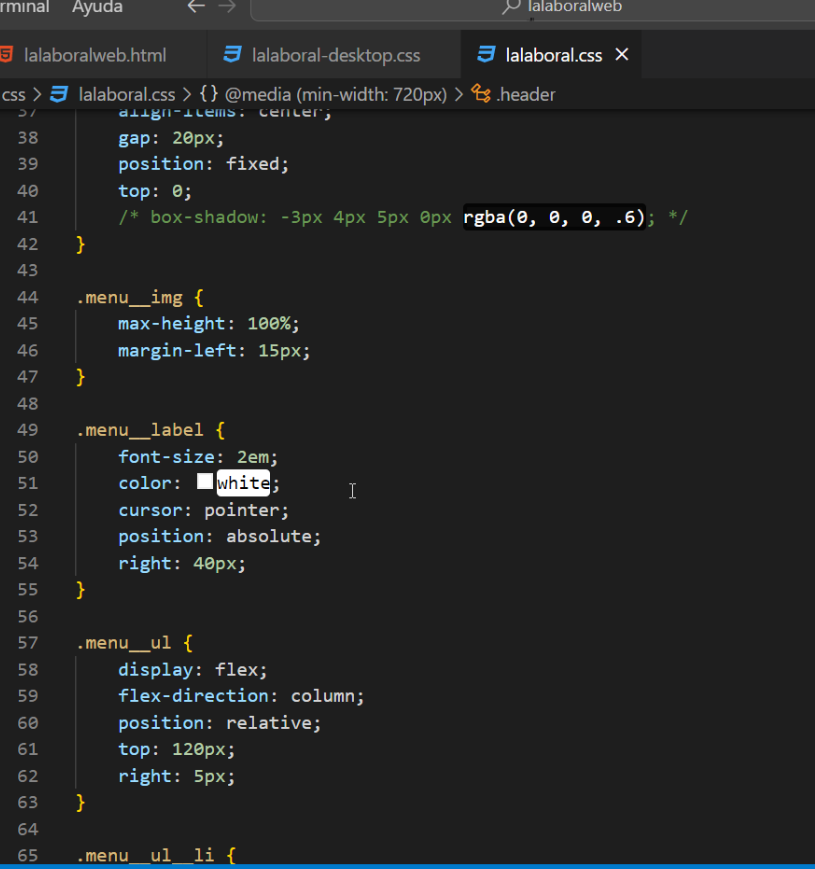 Ayuda
lalaboralweb
lalaboralweb.html lalaboral-desktop.css lalaboral.css
css > lalaboral.css > {} @media (min-width: 720px) > .header
37 align-items: center;
38 gap: 20px;
39 position: fixed;
40 top: 0;
41 /* box-shadow: -3px 4px 5px 0px rgba(0, 0, 0, .6); */
42 }
43
44 .menu__img {
45 max-height: 100%;
46 margin-left: 15px;
47 }
48
49 .menu__label {
50 font-size: 2em;
51 color: white;
52 cursor: pointer;
53 position: absolute;
54 right: 40px;
55 }
56
57 .menu__ul {
58 display: flex;
59 flex-direction: column;
60 position: relative;
61 top: 120px;
62 right: 5px;
63 }
64
65 .menu__ul__li {